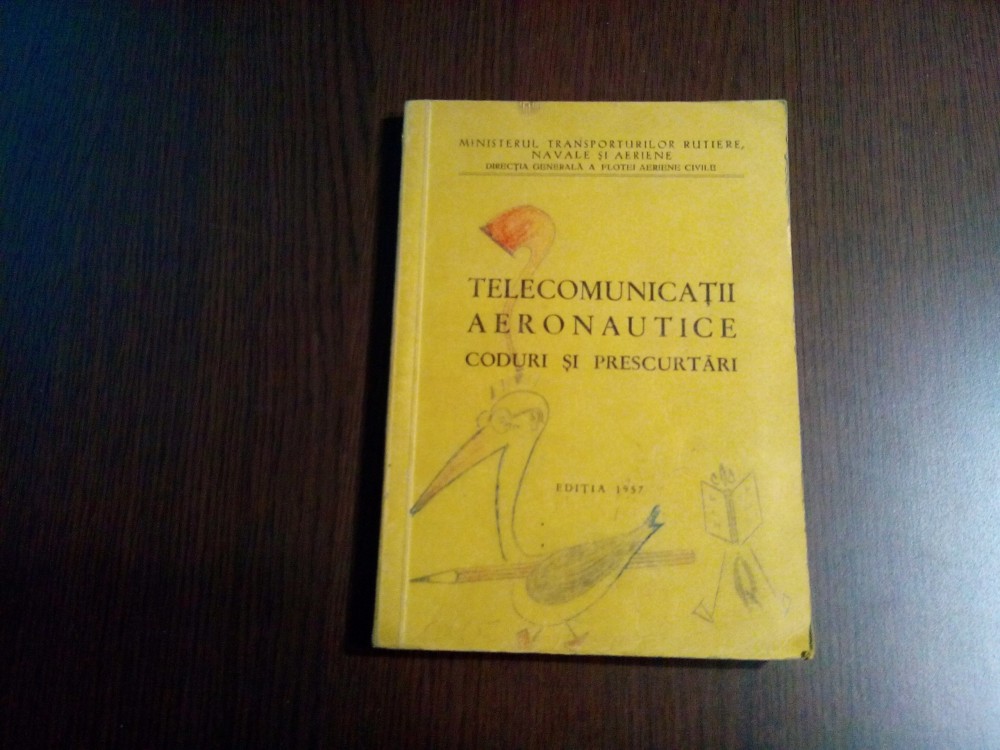 MINISTERUL TRANSPORTURILOR RUTIERE,
NAVALE ȘI AERIENE
DIRECȚIA GENERALĂ A FLOTEI AERIENE CIVILE
TELECOMUNICAȚII
AERONAUTICE
CODURI ȘI PRESCURTĂRI
EDIȚIA 1957